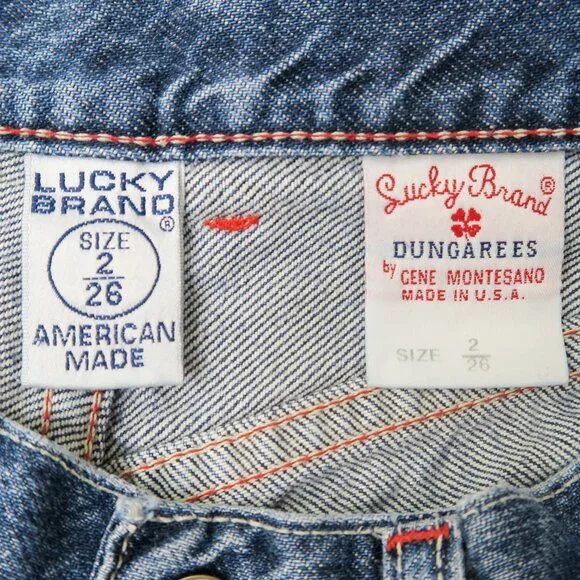 LUCKY
BRAND®
SIZE
2
26
AMERICAN
MADE
Lucky Brand®
DUNGAREES
by GENE MONTESANO
MADE IN U.S.A.
SIZE 2/26